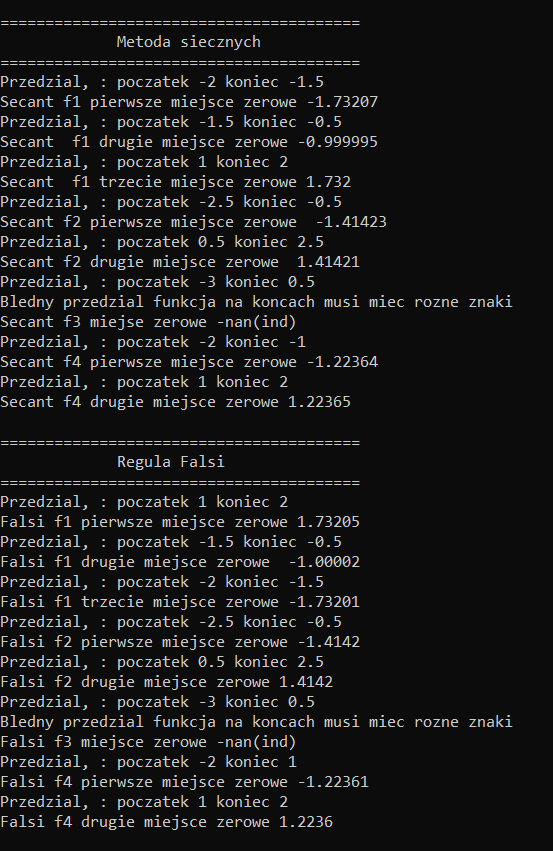 ========================================
Metoda siecznych
========================================
Przedzial, : poczatek -2 koniec -1.5
Secant f1 pierwsze miejsce zerowe -1.73207
Przedzial, : poczatek -1.5 koniec -0.5
Secant  f1 drugie miejsce zerowe -0.999995
Przedzial, : poczatek 1 koniec 2
Secant  f1 trzecie miejsce zerowe 1.732
Przedzial, : poczatek -2.5 koniec -0.5
Secant f2 pierwsze miejsce zerowe  -1.41423
Przedzial, : poczatek 0.5 koniec 2.5
Secant f2 drugie miejsce zerowe  1.41421
Przedzial, : poczatek -3 koniec 0.5
Bledny przedzial funkcja na koncach musi miec rozne znaki
Secant f3 miejse zerowe -nan(ind)
Przedzial, : poczatek -2 koniec -1
Secant f4 pierwsze miejsce zerowe -1.22364
Przedzial, : poczatek 1 koniec 2
Secant f4 drugie miejsce zerowe 1.22365
========================================
Regula Falsi
========================================
Przedzial, : poczatek 1 koniec 2
Falsi f1 pierwsze miejsce zerowe 1.73205
Przedzial, : poczatek -1.5 koniec -0.5
Falsi f1 drugie miejsce zerowe  -1.00002
Przedzial, : poczatek -2 koniec -1.5
Falsi f1 trzecie miejsce zerowe -1.73201
Przedzial, : poczatek -2.5 koniec -0.5
Falsi f2 pierwsze miejsce zerowe -1.4142
Przedzial, : poczatek 0.5 koniec 2.5
Falsi f2 drugie miejsce zerowe 1.4142
Przedzial, : poczatek -3 koniec 0.5
Bledny przedzial funkcja na koncach musi miec rozne znaki
Falsi f3 miejsce zerowe -nan(ind)
Przedzial, : poczatek -2 koniec 1
Falsi f4 pierwsze miejsce zerowe -1.22361
Przedzial, : poczatek 1 koniec 2
Falsi f4 drugie miejsce zerowe 1.2236